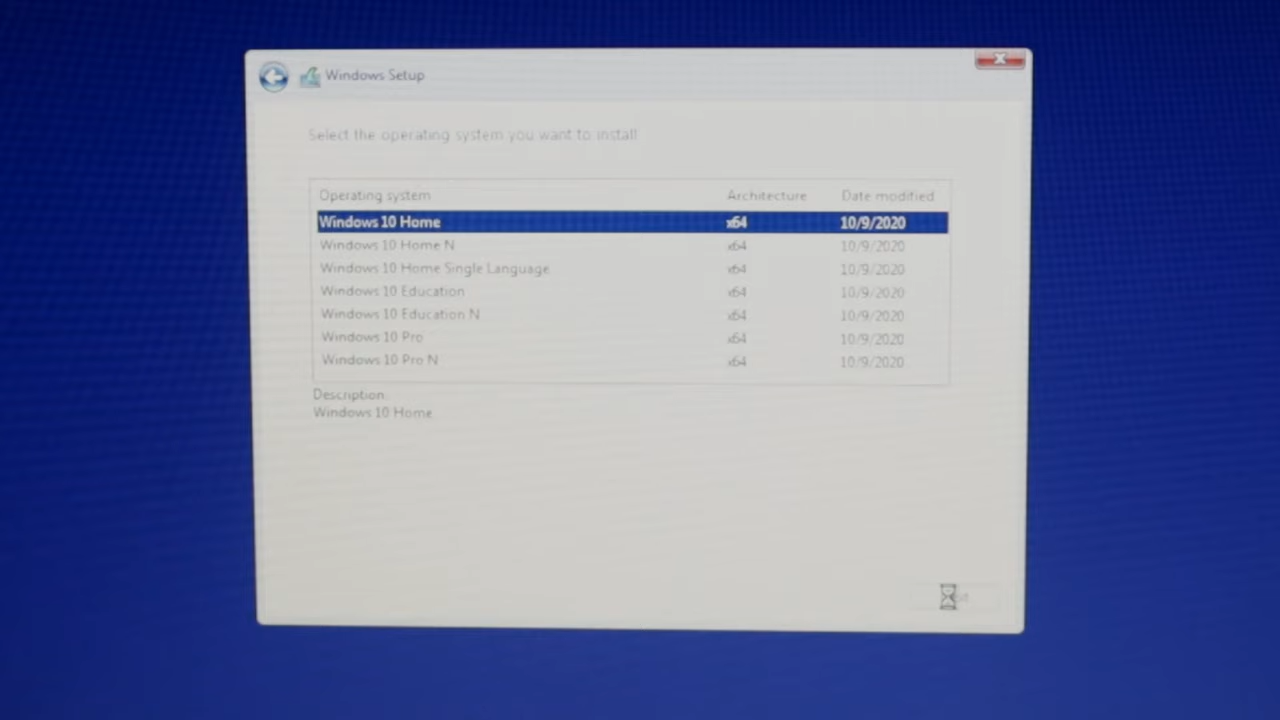 Windows Setup
Select the operating system you want to install
Operating system Architecture Date modified
Windows 10 Home x64 10/9/2020
Windows 10 Home N x64 10/9/2020
Windows 10 Home Single Language x64 10/9/2020
Windows 10 Education x64 10/9/2020
Windows 10 Education N x64 10/9/2020
Windows 10 Pro x64 10/9/2020
Windows 10 Pro N x64 10/9/2020
Description:
Windows 10 Home